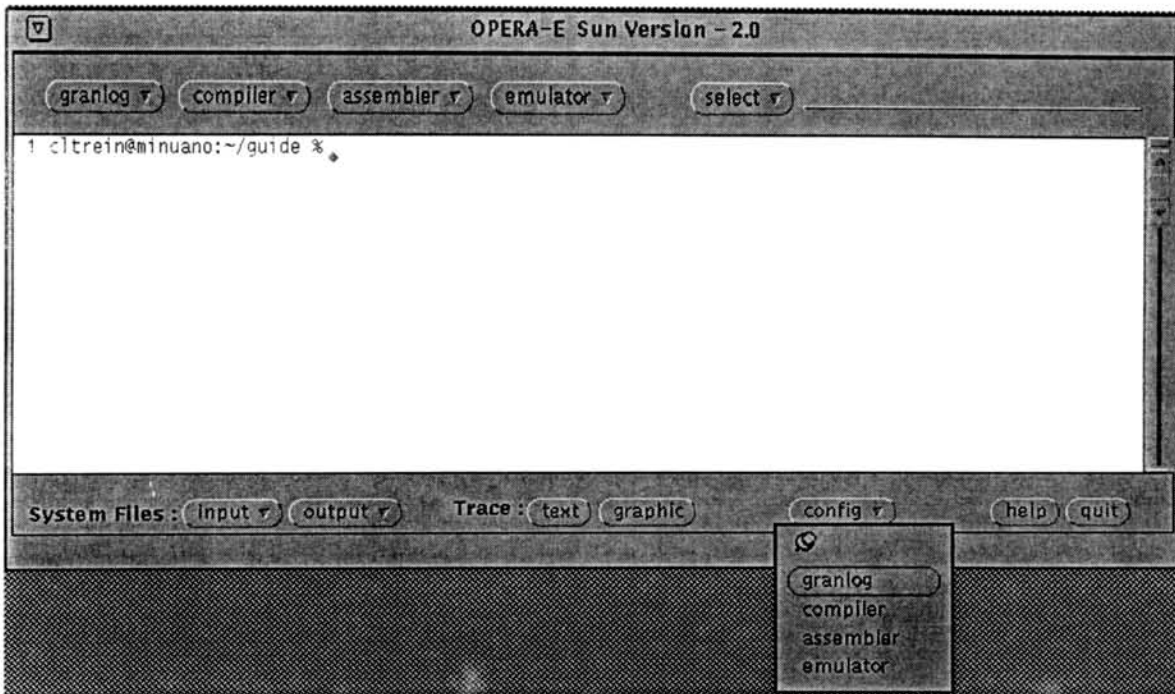 OPERA-E Sun Version - 2.0
granlog compiler assembler emulator select
1 cltrein@minuano:~/guide %
System Files : input output Trace : text graphic config help quit
granlog
compiler
assembler
emulator